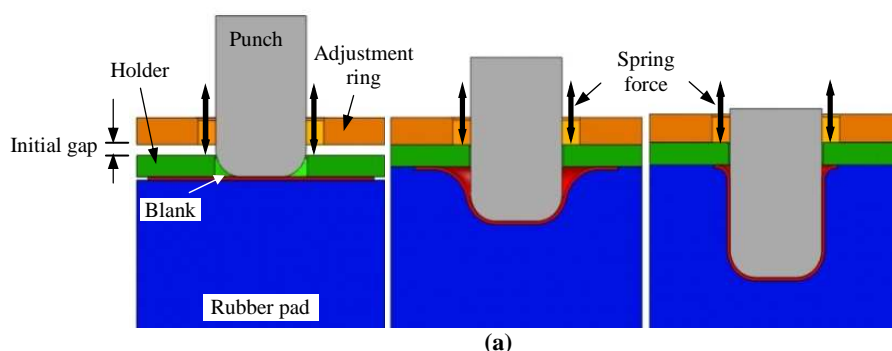 Punch
Adjustment
ring
Holder
Initial gap
Blank
Rubber pad
Spring
force
(a)